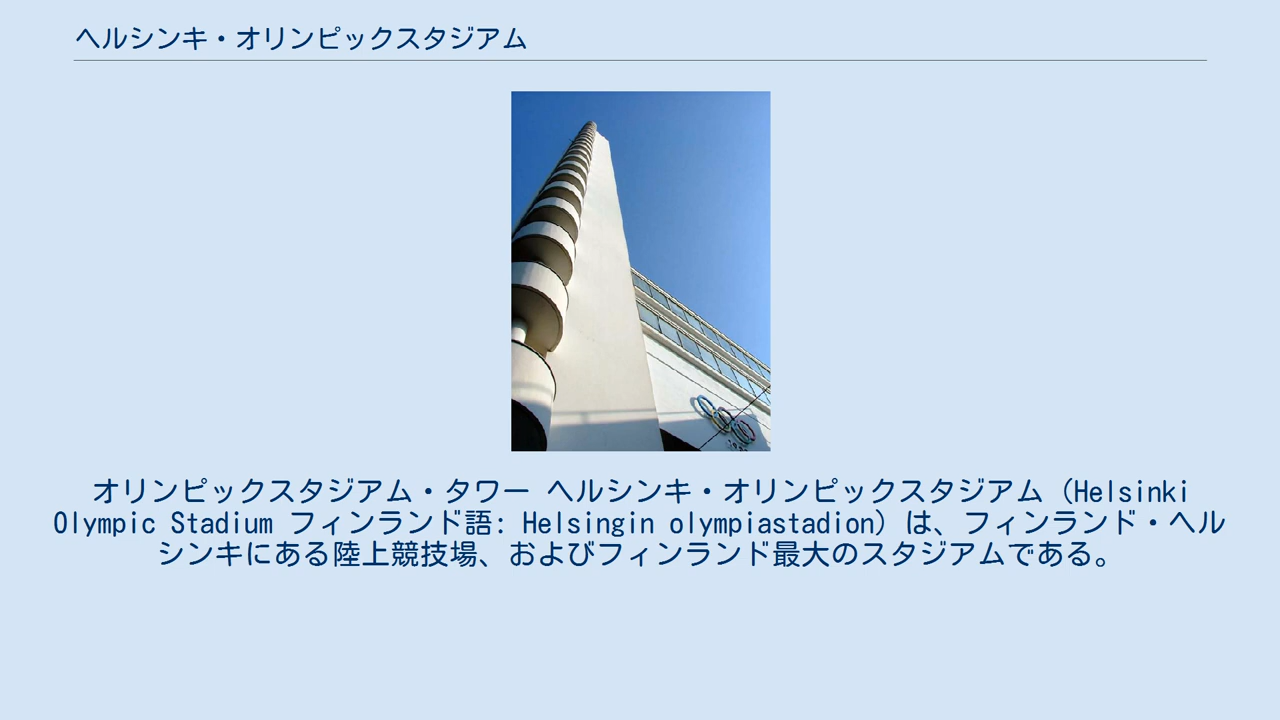 ヘルシンキ・オリンピックスタジアム
オリンピックスタジアム・タワー ヘルシンキ・オリンピックスタジアム（Helsinki
Olympic Stadium フィンランド語: Helsingin olympiastadion）は、フィンランド・ヘル
シンキにある陸上競技場、およびフィンランド最大のスタジアムである。